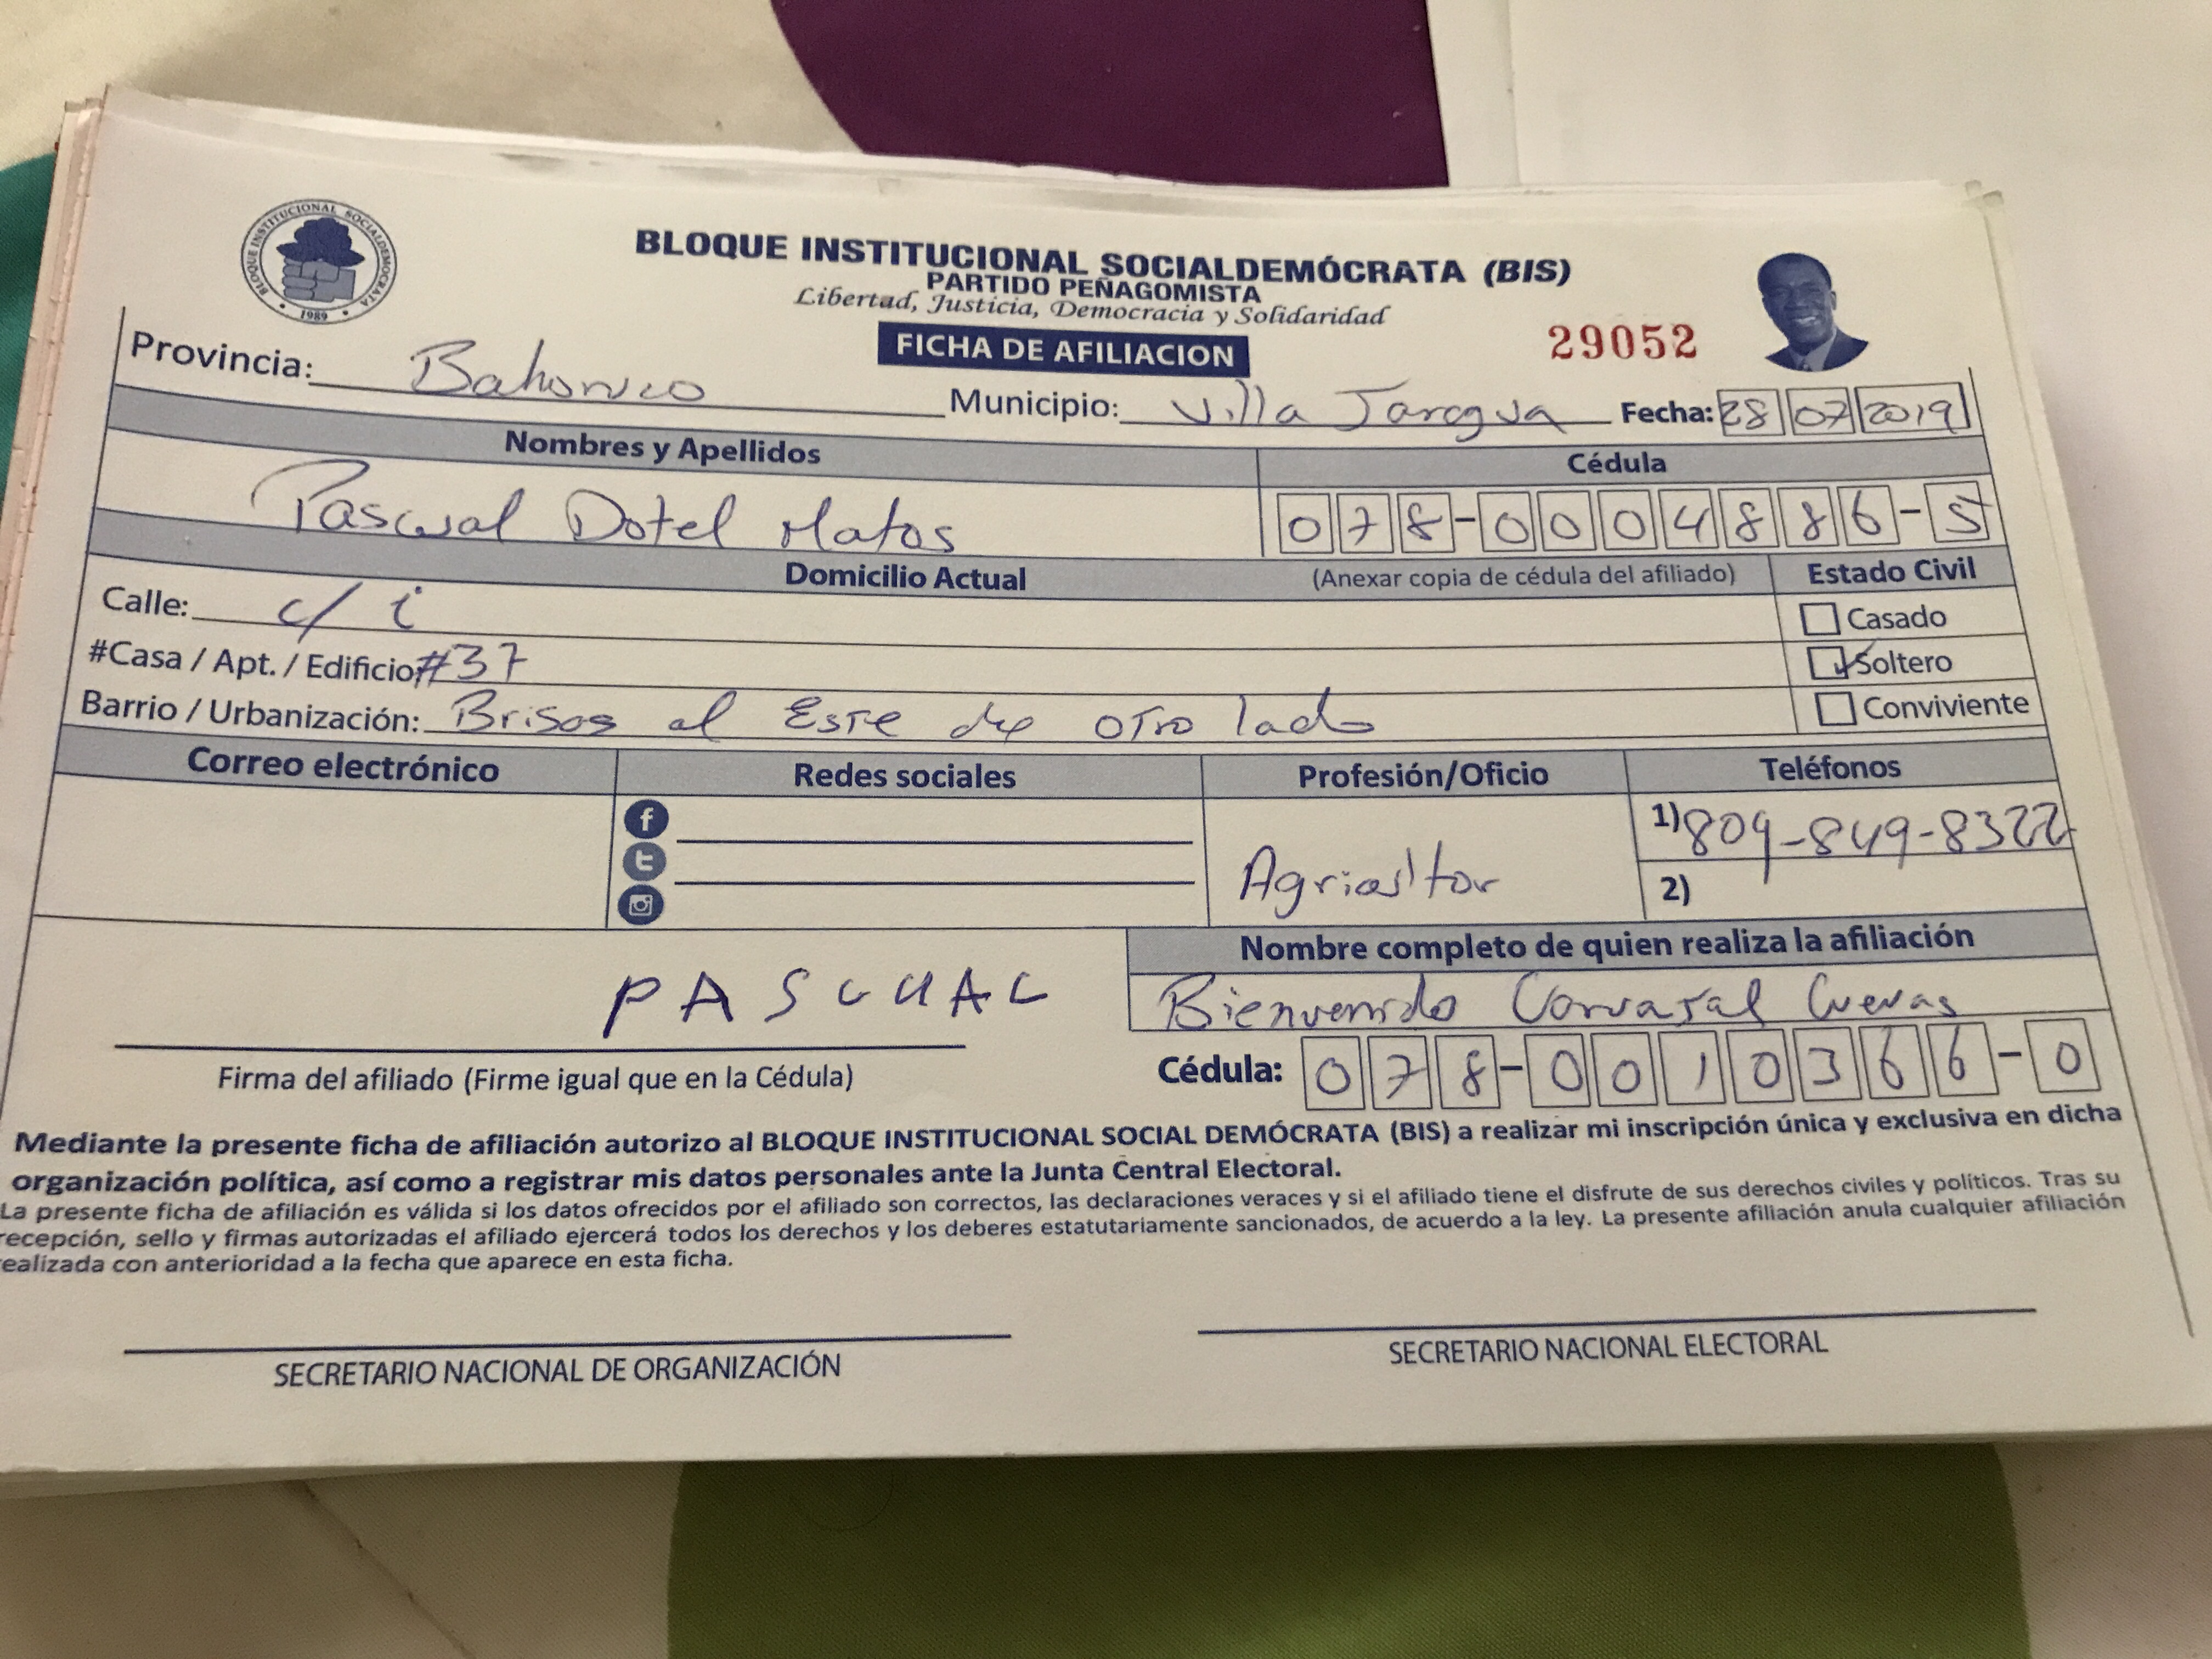 BLOQUE INSTITUCIONAL SOCIALDEMOCRATA
1989
BLOQUE INSTITUCIONAL SOCIALDEMÓCRATA (BIS)
PARTIDO PEÑAGOMISTA
Libertad, Justicia, Democracia y Solidaridad
FICHA DE AFILIACION
29052
Provincia: Bahoruco Municipio: Villa Jaragua Fecha: 28 07 2019
Nombres y Apellidos Cédula
Pascual Dotel Matos 078-0004886-5
Domicilio Actual (Anexar copia de cédula del afiliado) Estado Civil
Calle: c/ i Casado
#Casa / Apt. / Edificio #37 Soltero
Barrio / Urbanización: Brisas al Este de otro lado Conviviente
Correo electrónico Redes sociales Profesión/Oficio Teléfonos
1) 809-849-8322
Agricultor
2)
Nombre completo de quien realiza la afiliación
PASCUAL Bienvenido Carvajal Cuevas
Firma del afiliado (Firme igual que en la Cédula) Cédula: 078-0010366-0
Mediante la presente ficha de afiliación autorizo al BLOQUE INSTITUCIONAL SOCIAL DEMÓCRATA (BIS) a realizar mi inscripción única y exclusiva en dicha
organización política, así como a registrar mis datos personales ante la Junta Central Electoral.
La presente ficha de afiliación es válida si los datos ofrecidos por el afiliado son correctos, las declaraciones veraces y si el afiliado tiene el disfrute de sus derechos civiles y políticos. Tras su
recepción, sello y firmas autorizadas el afiliado ejercerá todos los derechos y los deberes estatutariamente sancionados, de acuerdo a la ley. La presente afiliación anula cualquier afiliación
realizada con anterioridad a la fecha que aparece en esta ficha.
SECRETARIO NACIONAL DE ORGANIZACIÓN SECRETARIO NACIONAL ELECTORAL